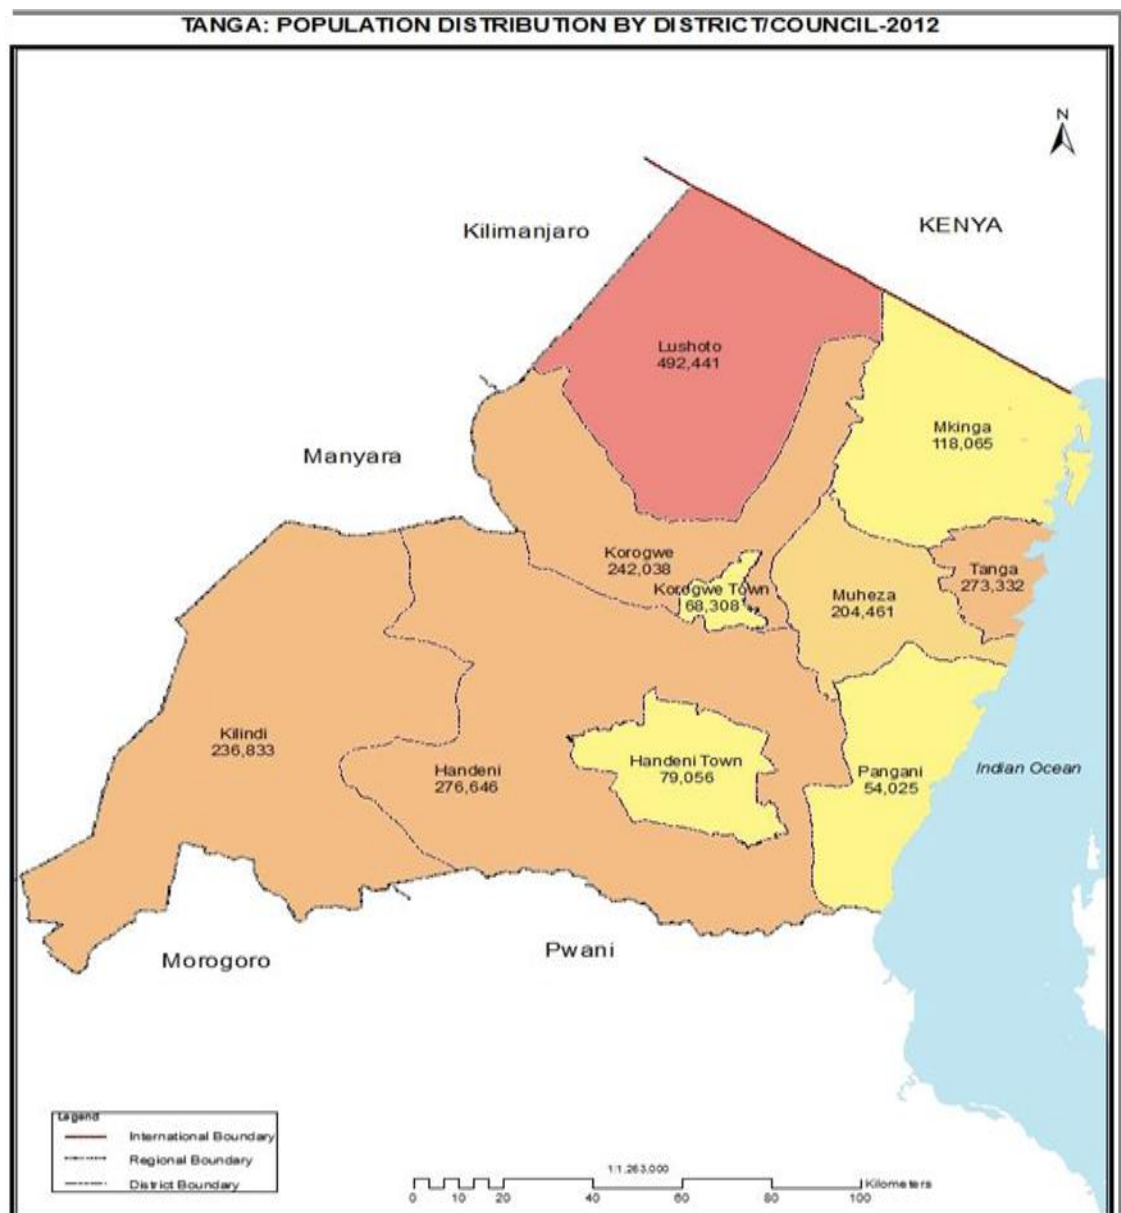 TANGA: POPULATION DISTRIBUTION BY DISTRICT/COUNCIL-2012
N
Kilimanjaro
KENYA
Lushoto
492,441
Mkinga
118,065
Manyara
Korogwe
242,038
Korogwe Town
68,308
Muheza
204,461
Tanga
273,332
Kilindi
236,833
Handeni
276,646
Handeni Town
79,056
Pangani
54,025
Indian Ocean
Morogoro
Pwani
Legend
International Boundary
Regional Boundary
District Boundary
1:1,263,000
Kilometers
0 10 20 40 60 80 100